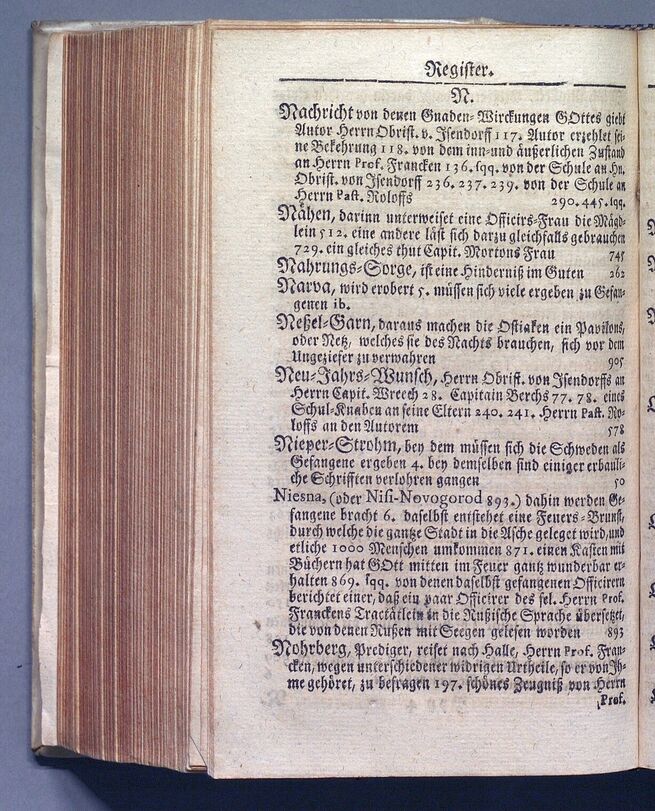 Register.
N.
Nachricht von denen Gnaden-Wirckungen GOttes giebt
Autor Herrn Obrist. v. Isendorff 117. Autor erzehlet sei-
ne Bekehrung 118. von dem inn- und äußerlichen Zustand
an Herrn Prof. Francken 136. sqq. von der Schule an Hn.
Obrist. von Isendorff 236. 237. 239. von der Schule an
Herrn Past. Roloffs 290. 445. sqq.
Nähen, darinn unterweiset eine Officirs-Frau die Mägd-
lein 512. eine andere läst sich darzu gleichfalls gebrauchen
729. ein gleiches thut Capit. Mortons Frau 745
Nahrungs-Sorge, ist eine Hinderniß im Guten 262
Narva, wird erobert 5. müssen sich viele ergeben zu Gefan-
genen ib.
Neßel-Garn, daraus machen die Ostiaken ein Pavilons,
oder Netz, welches sie des Nachts brauchen, sich vor dem
Ungeziefer zu verwahren 905
Neu-Jahrs-Wunsch, Herrn Obrist. von Isendorffs an
Herrn Capit. Wreech 28. Capitain Berchs 77. 78. eines
Schul-Knaben an seine Eltern 240. 241. Herrn Past. Ro-
loffs an den Autorem 578
Nieper-Strohm, bey dem müssen sich die Schweden als
Gefangene ergeben 4. bey demselben sind einiger erbauli-
che Schrifften verlohren gangen 50
Niesna, (oder Nisi-Novogorod 893.) dahin werden Ge-
fangene bracht 6. daselbst entstehet eine Feuers-Brunst,
durch welche die gantze Stadt in die Asche geleget wird, und
etliche 1000 Menschen umkommen 871. einen Kasten mit
Büchern hat GOtt mitten im Feuer gantz wunderbar er-
halten 869. sqq. von denen daselbst gefangenen Officirern
berichtet einer, daß ein paar Officirer des sel. Herrn Prof.
Franckens Tractätlein in die Rußische Sprache übersetzet,
die von denen Rußen mit Seegen gelesen worden 893
Nohrberg, Prediger, reiset nach Halle, Herrn Prof. Fran-
cken, wegen unterschiedener widrigen Urtheile, so er von Ih-
me gehöret, zu befragen 197. schönes Zeugniß von Herrn
Prof.